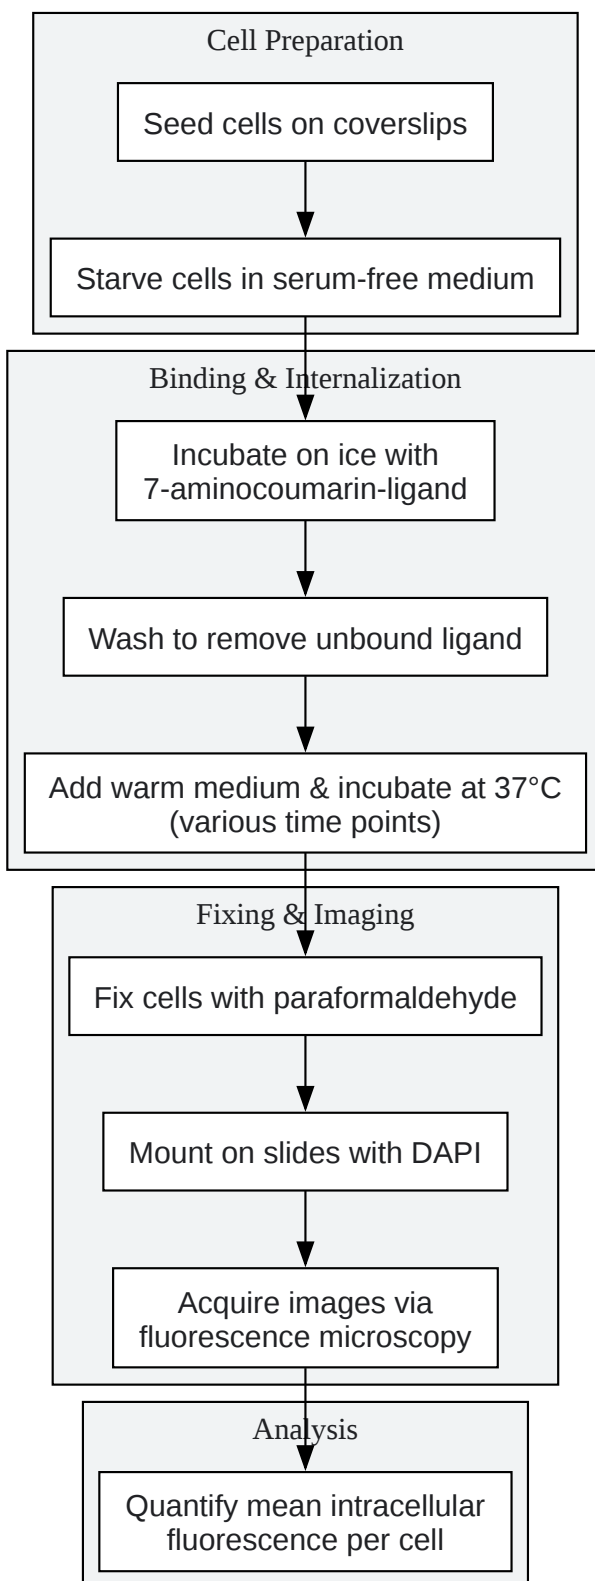 Cell Preparation
Seed cells on coverslips
Starve cells in serum-free medium
Binding & Internalization
Incubate on ice with
7-aminocoumarin-ligand
Wash to remove unbound ligand
Add warm medium & incubate at 37°C
(various time points)
Fixing & Imaging
Fix cells with paraformaldehyde
Mount on slides with DAPI
Acquire images via
fluorescence microscopy
Analysis
Quantify mean intracellular
fluorescence per cell